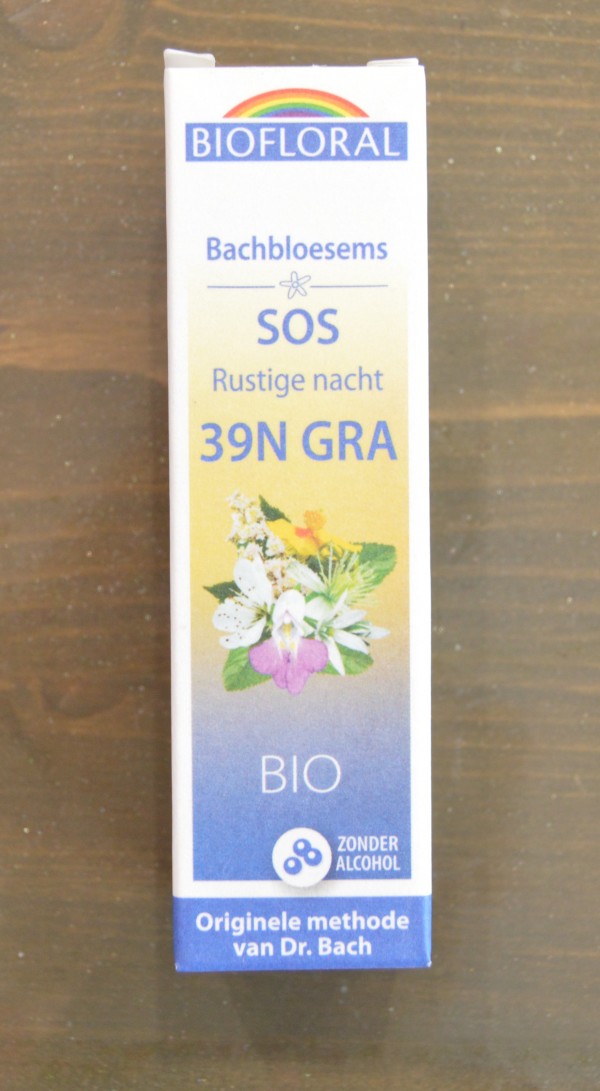 BIOFLORAL
Bachbloesems
SOS
Rustige nacht
39N GRA
BIO
ZONDER
ALCOHOL
Originele methode
van Dr. Bach